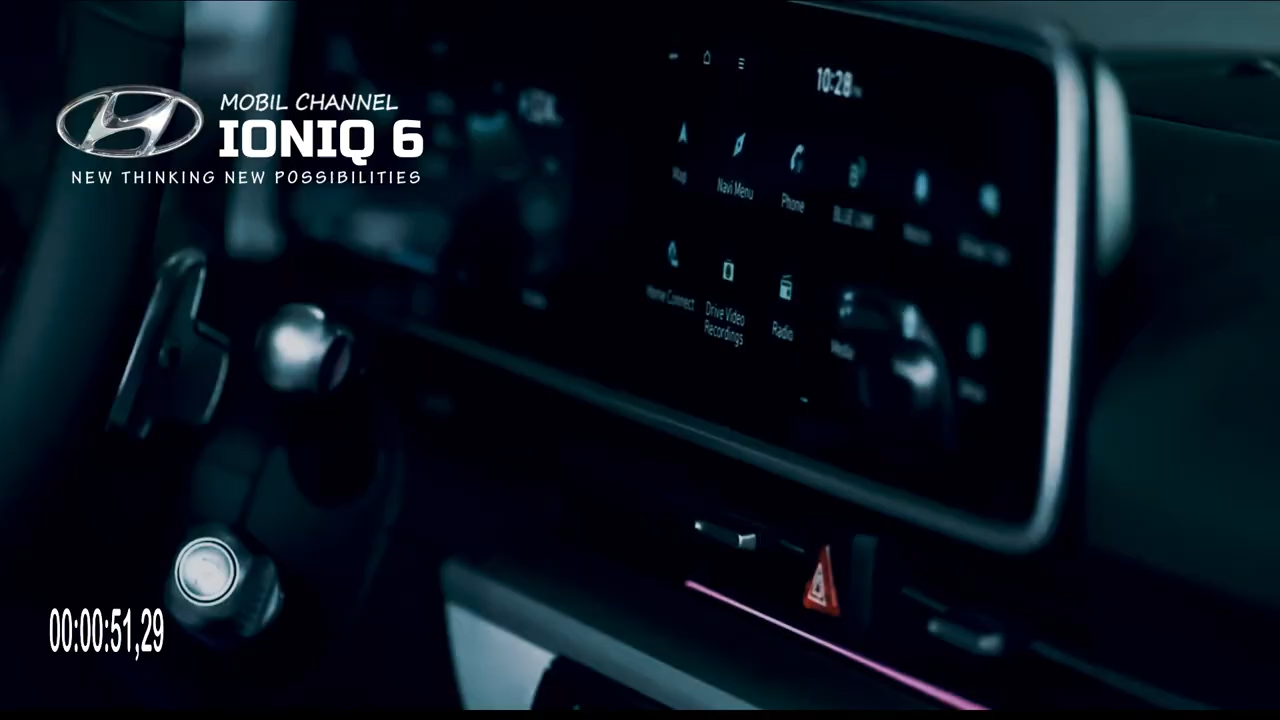 MOBIL CHANNEL
IONIQ 6
NEW THINKING NEW POSSIBILITIES
10:28
Map
Navi Menu
Phone
BLUE LINK
Home Connect
Drive Video
Recordings
Radio
Media
00:00:51,29